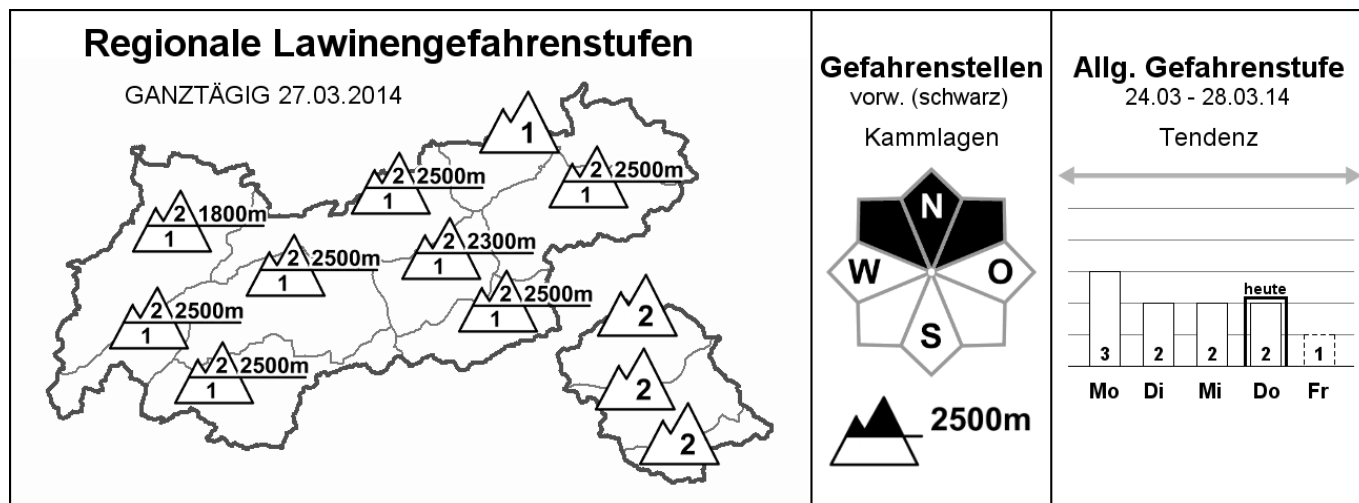 Regionale Lawinengefahrenstufen
GANZTÄGIG 27.03.2014
1
2 2500m
1
2 2500m
1
2 1800m
1
2 2300m
1
2 2500m
1
2 2500m
1
2 2500m
1
2 2500m
1
2
2
2
Gefahrenstellen
vorw. (schwarz)
Kammlagen
N
W
O
S
2500m
Allg. Gefahrenstufe
24.03 - 28.03.14
Tendenz
heute
3 2 2 2 1
Mo Di Mi Do Fr